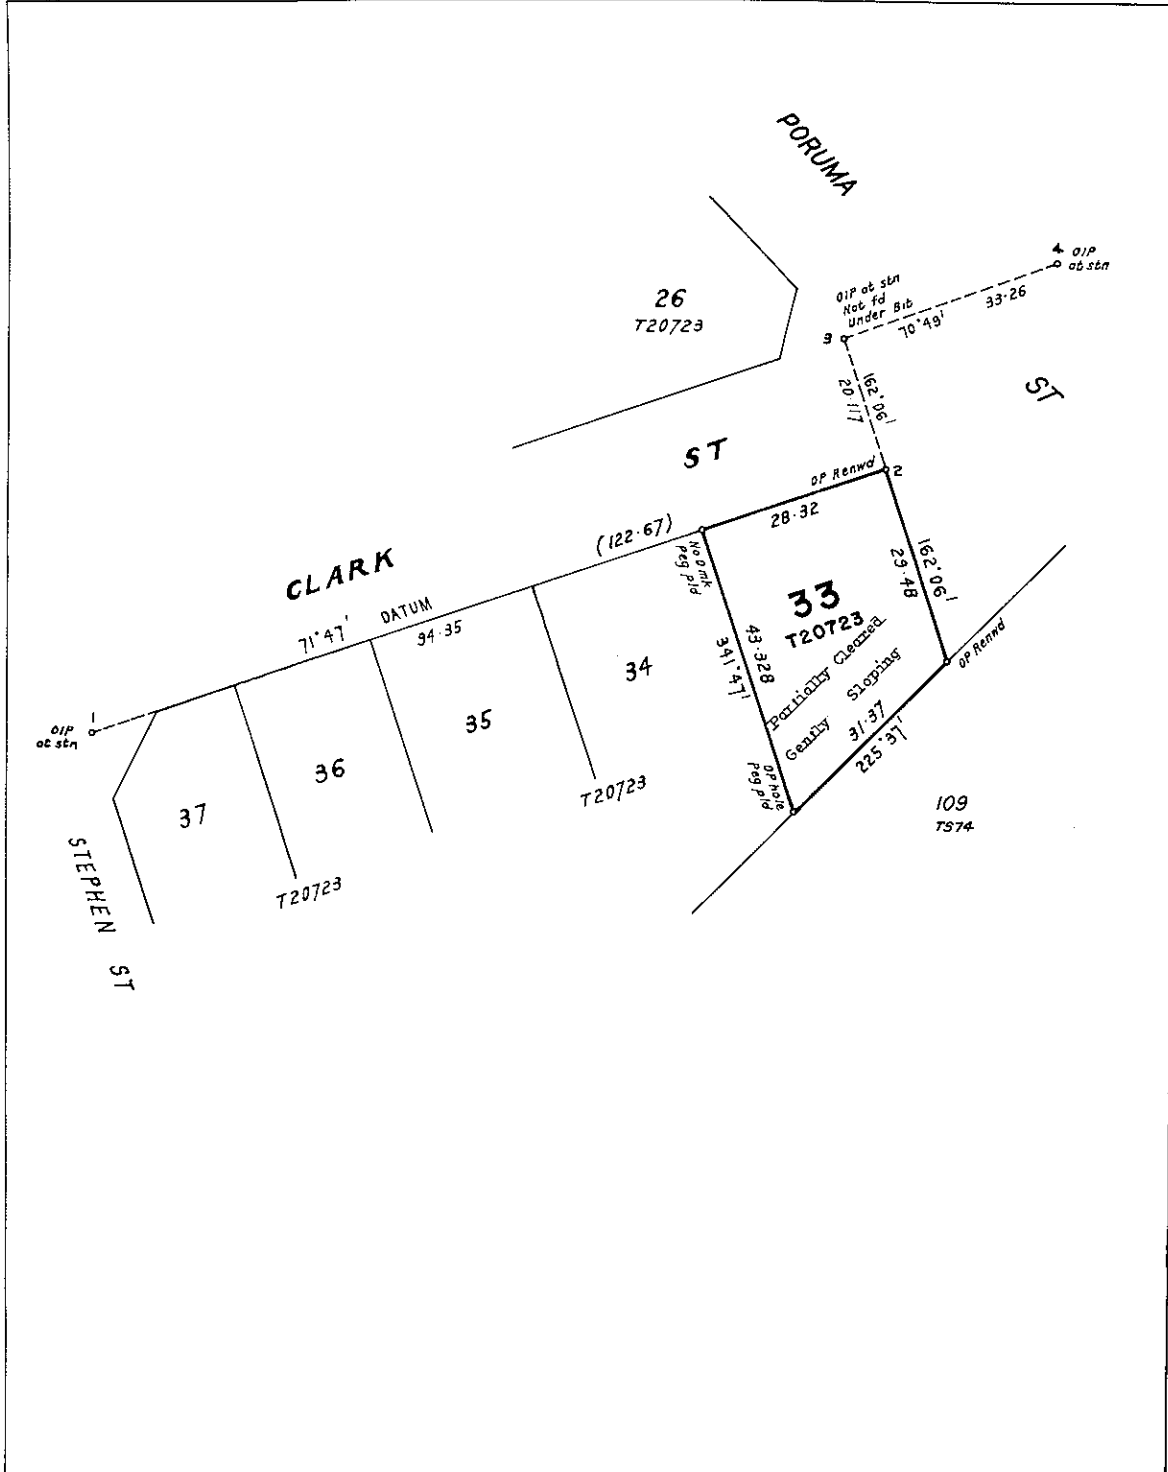 PORUMA
4 OIP
at stn
26
T20723
OIP at stn
Not fd
Under Bit
3
70°49'
33·26
ST
162°06'
20·117
ST
OP Renwd
2
28·32
(122·67)
No O mk
Peg pld
CLARK
71°47'
DATUM
94·35
33
T20723
Partially Cleared
Gently Sloping
162°06'
29·48
OP Renwd
43·328
341°47'
31·37
225°37'
OP hole
Peg pld
34
35
36
37
T20723
T20723
1
OIP
at stn
109
TS74
STEPHEN ST